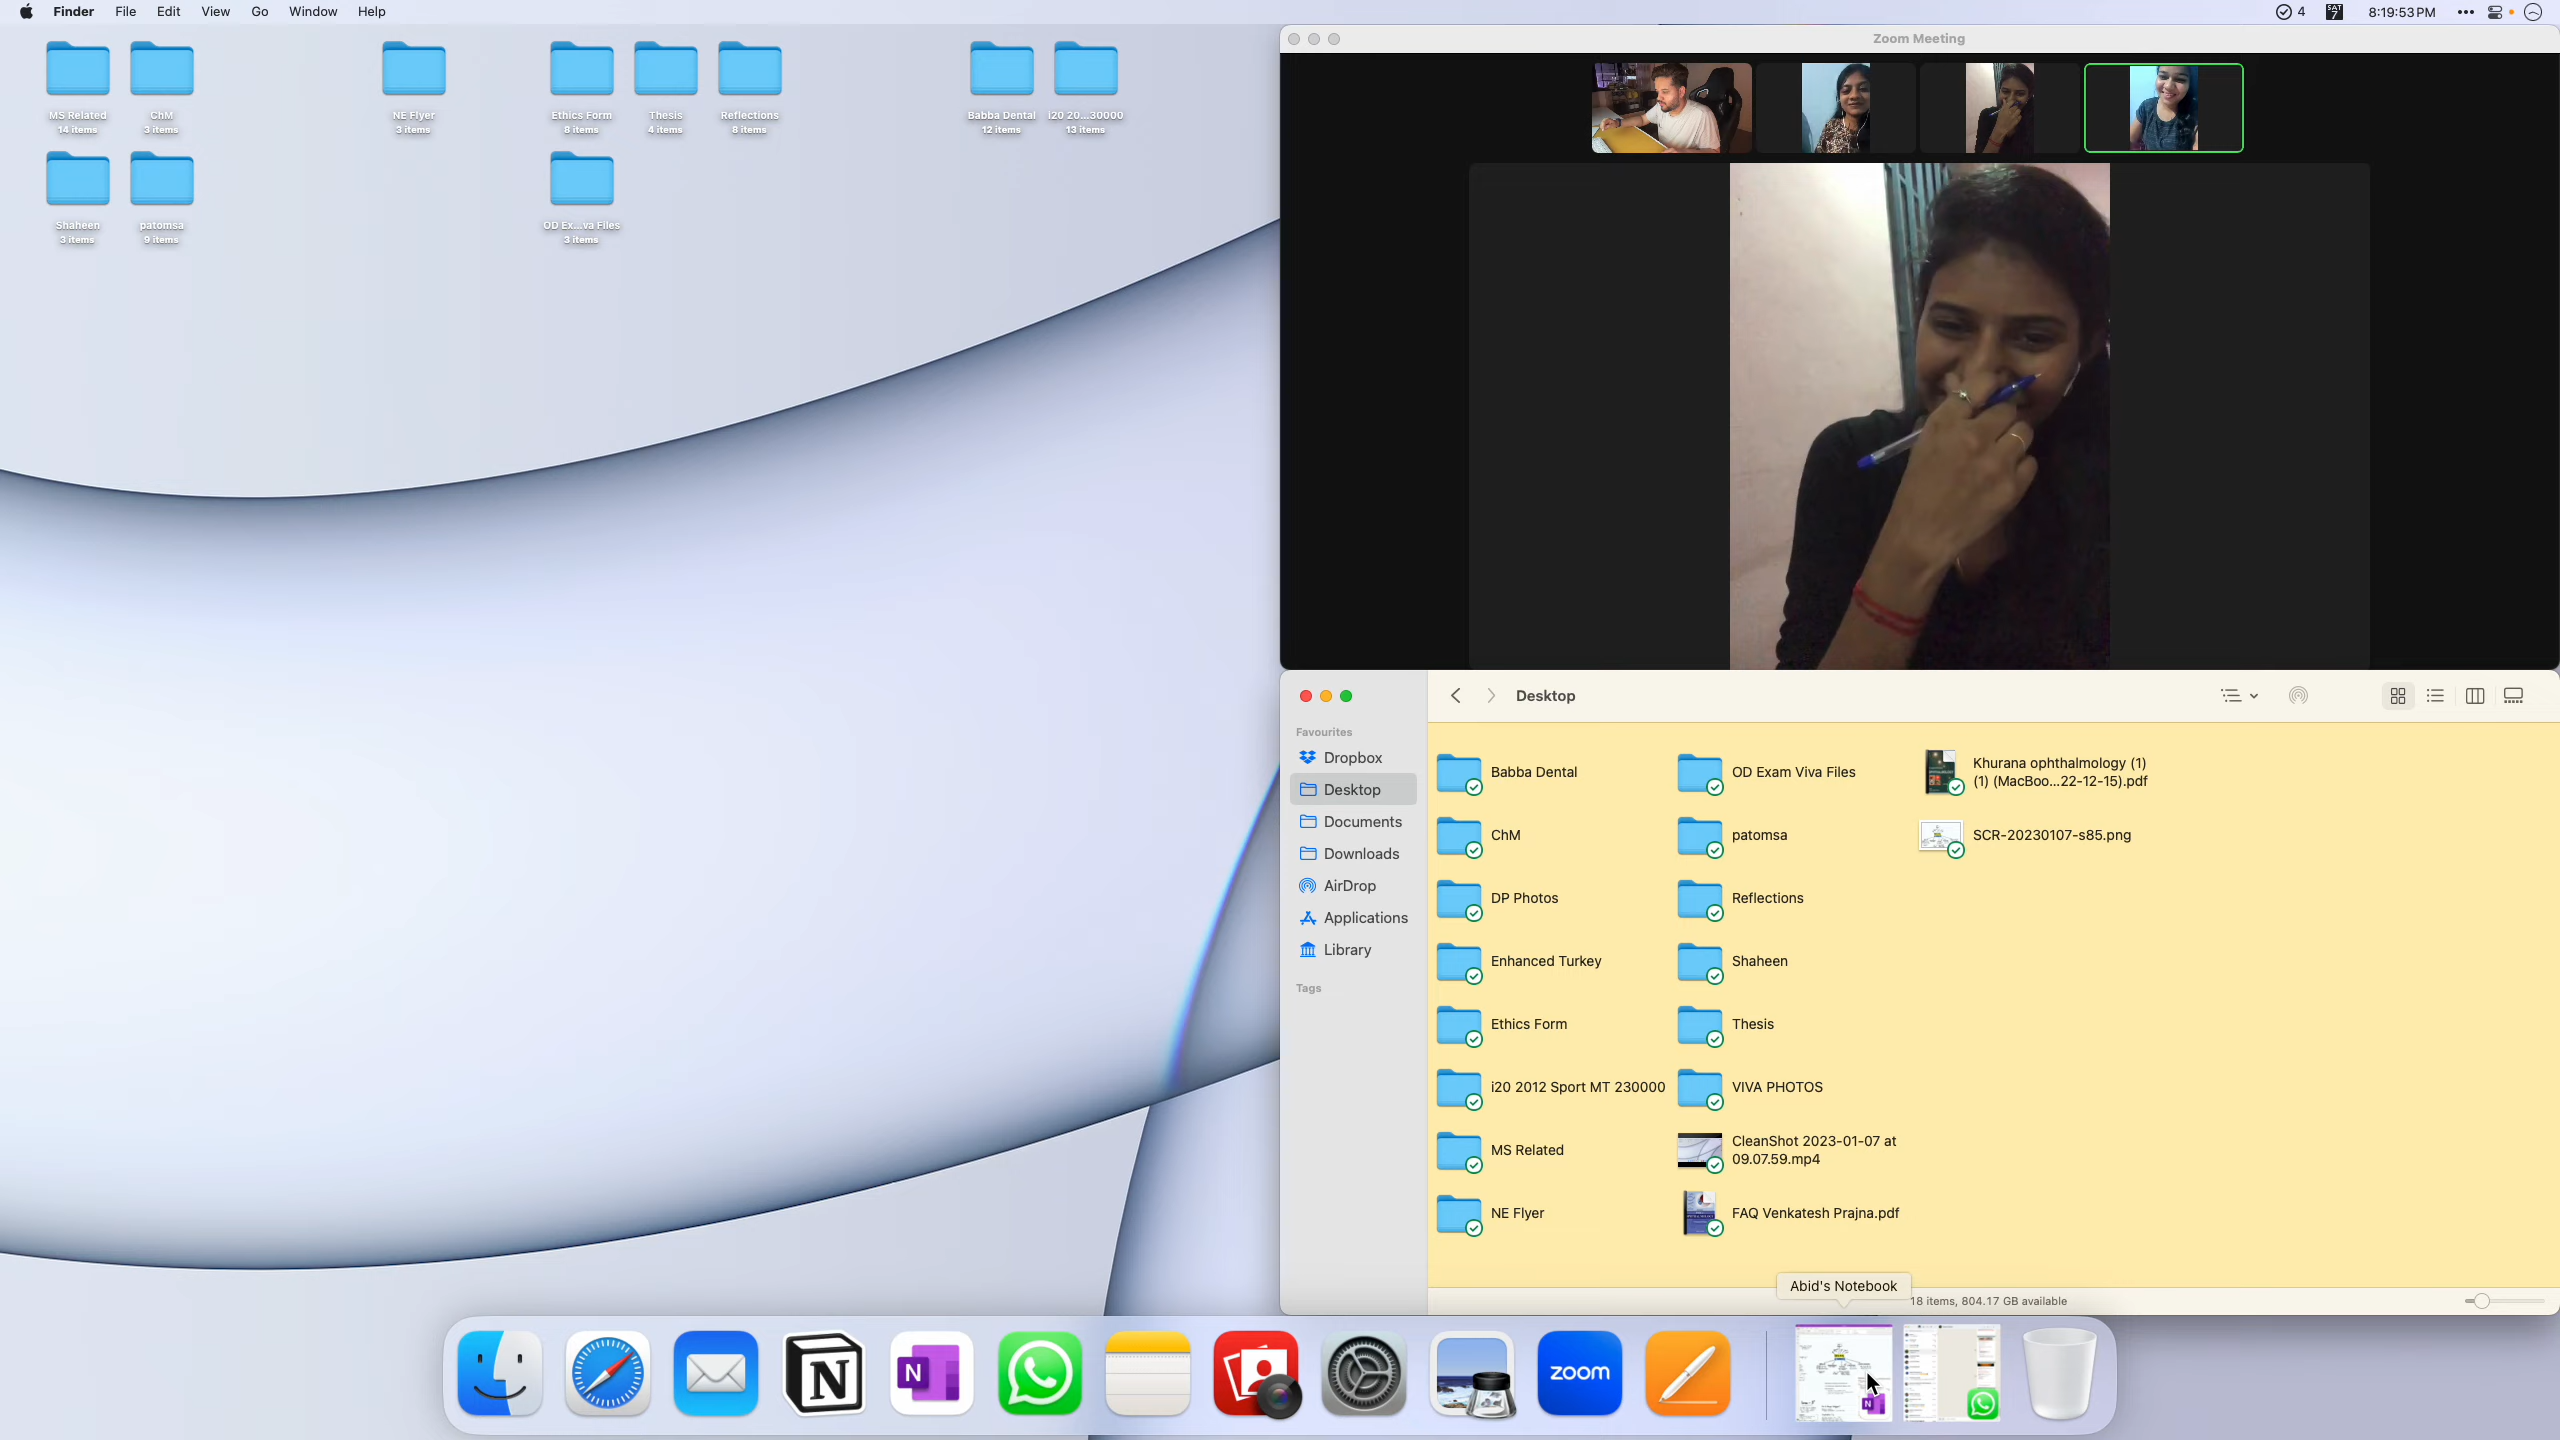 Finder File Edit View Go Window Help
4 SAT 7 8:19:53 PM
MS Related
14 items
ChM
3 items
NE Flyer
3 items
Ethics Form
8 items
Thesis
4 items
Reflections
8 items
Babba Dental
12 items
i20 20...30000
13 items
Shaheen
3 items
patomsa
9 items
OD Ex...va Files
3 items
Zoom Meeting
Desktop
Favourites
Dropbox
Desktop
Documents
Downloads
AirDrop
Applications
Library
Tags
Babba Dental
ChM
DP Photos
Enhanced Turkey
Ethics Form
i20 2012 Sport MT 230000
MS Related
NE Flyer
OD Exam Viva Files
patomsa
Reflections
Shaheen
Thesis
VIVA PHOTOS
CleanShot 2023-01-07 at
09.07.59.mp4
FAQ Venkatesh Prajna.pdf
Khurana ophthalmology (1)
(1) (MacBoo...22-12-15).pdf
SCR-20230107-s85.png
Abid's Notebook
18 items, 804.17 GB available
N
N
zoom
N